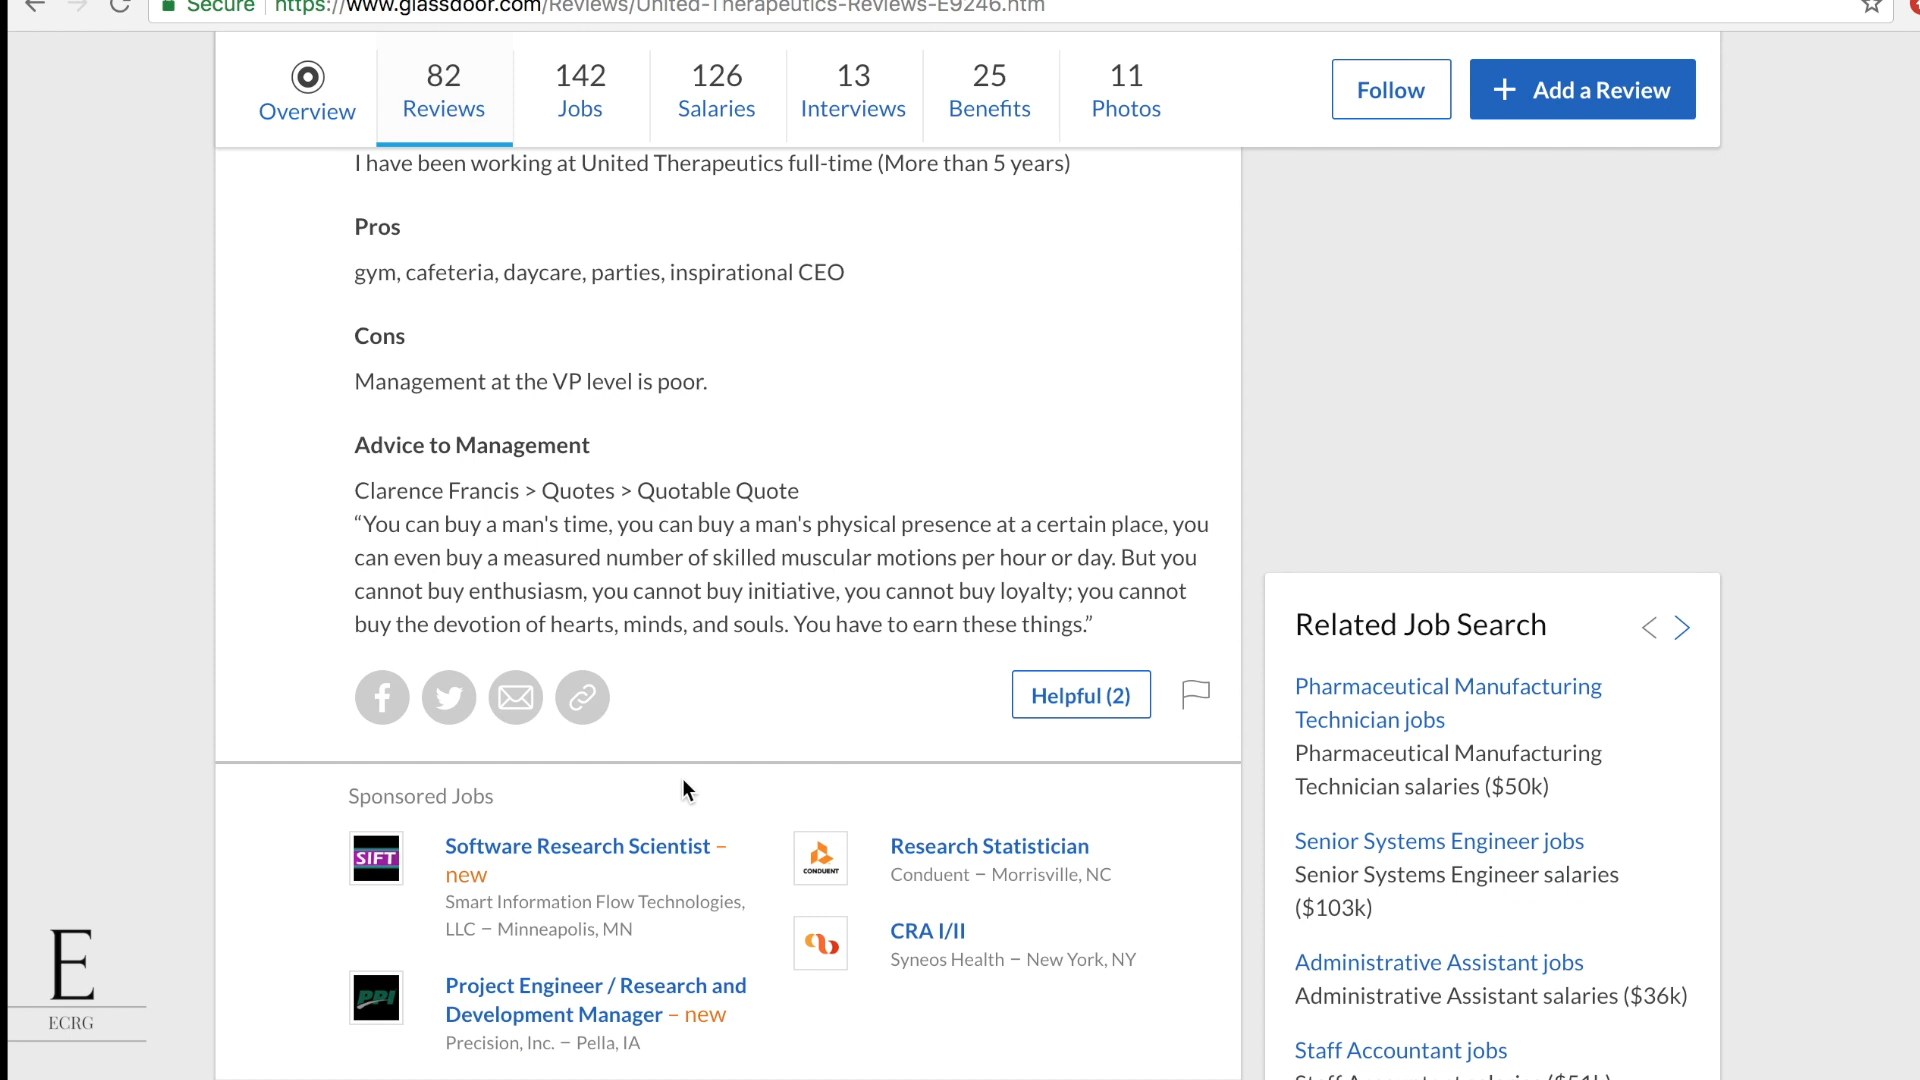 Secure
https://www.glassdoor.com/Reviews/United-Therapeutics-Reviews-E9246.htm
Overview
82
Reviews
142
Jobs
126
Salaries
13
Interviews
25
Benefits
11
Photos
Follow
+ Add a Review
I have been working at United Therapeutics full-time (More than 5 years)
Pros
gym, cafeteria, daycare, parties, inspirational CEO
Cons
Management at the VP level is poor.
Advice to Management
Clarence Francis > Quotes > Quotable Quote
“You can buy a man's time, you can buy a man's physical presence at a certain place, you
can even buy a measured number of skilled muscular motions per hour or day. But you
cannot buy enthusiasm, you cannot buy initiative, you cannot buy loyalty; you cannot
buy the devotion of hearts, minds, and souls. You have to earn these things.”
Helpful (2)
Sponsored Jobs
SIFT
Software Research Scientist –
new
Smart Information Flow Technologies,
LLC – Minneapolis, MN
PPI
Project Engineer / Research and
Development Manager – new
Precision, Inc. – Pella, IA
CONDUENT
Research Statistician
Conduent – Morrisville, NC
CRA I/II
Syneos Health – New York, NY
Related Job Search
Pharmaceutical Manufacturing
Technician jobs
Pharmaceutical Manufacturing
Technician salaries ($50k)
Senior Systems Engineer jobs
Senior Systems Engineer salaries
($103k)
Administrative Assistant jobs
Administrative Assistant salaries ($36k)
Staff Accountant jobs
E
ECRG